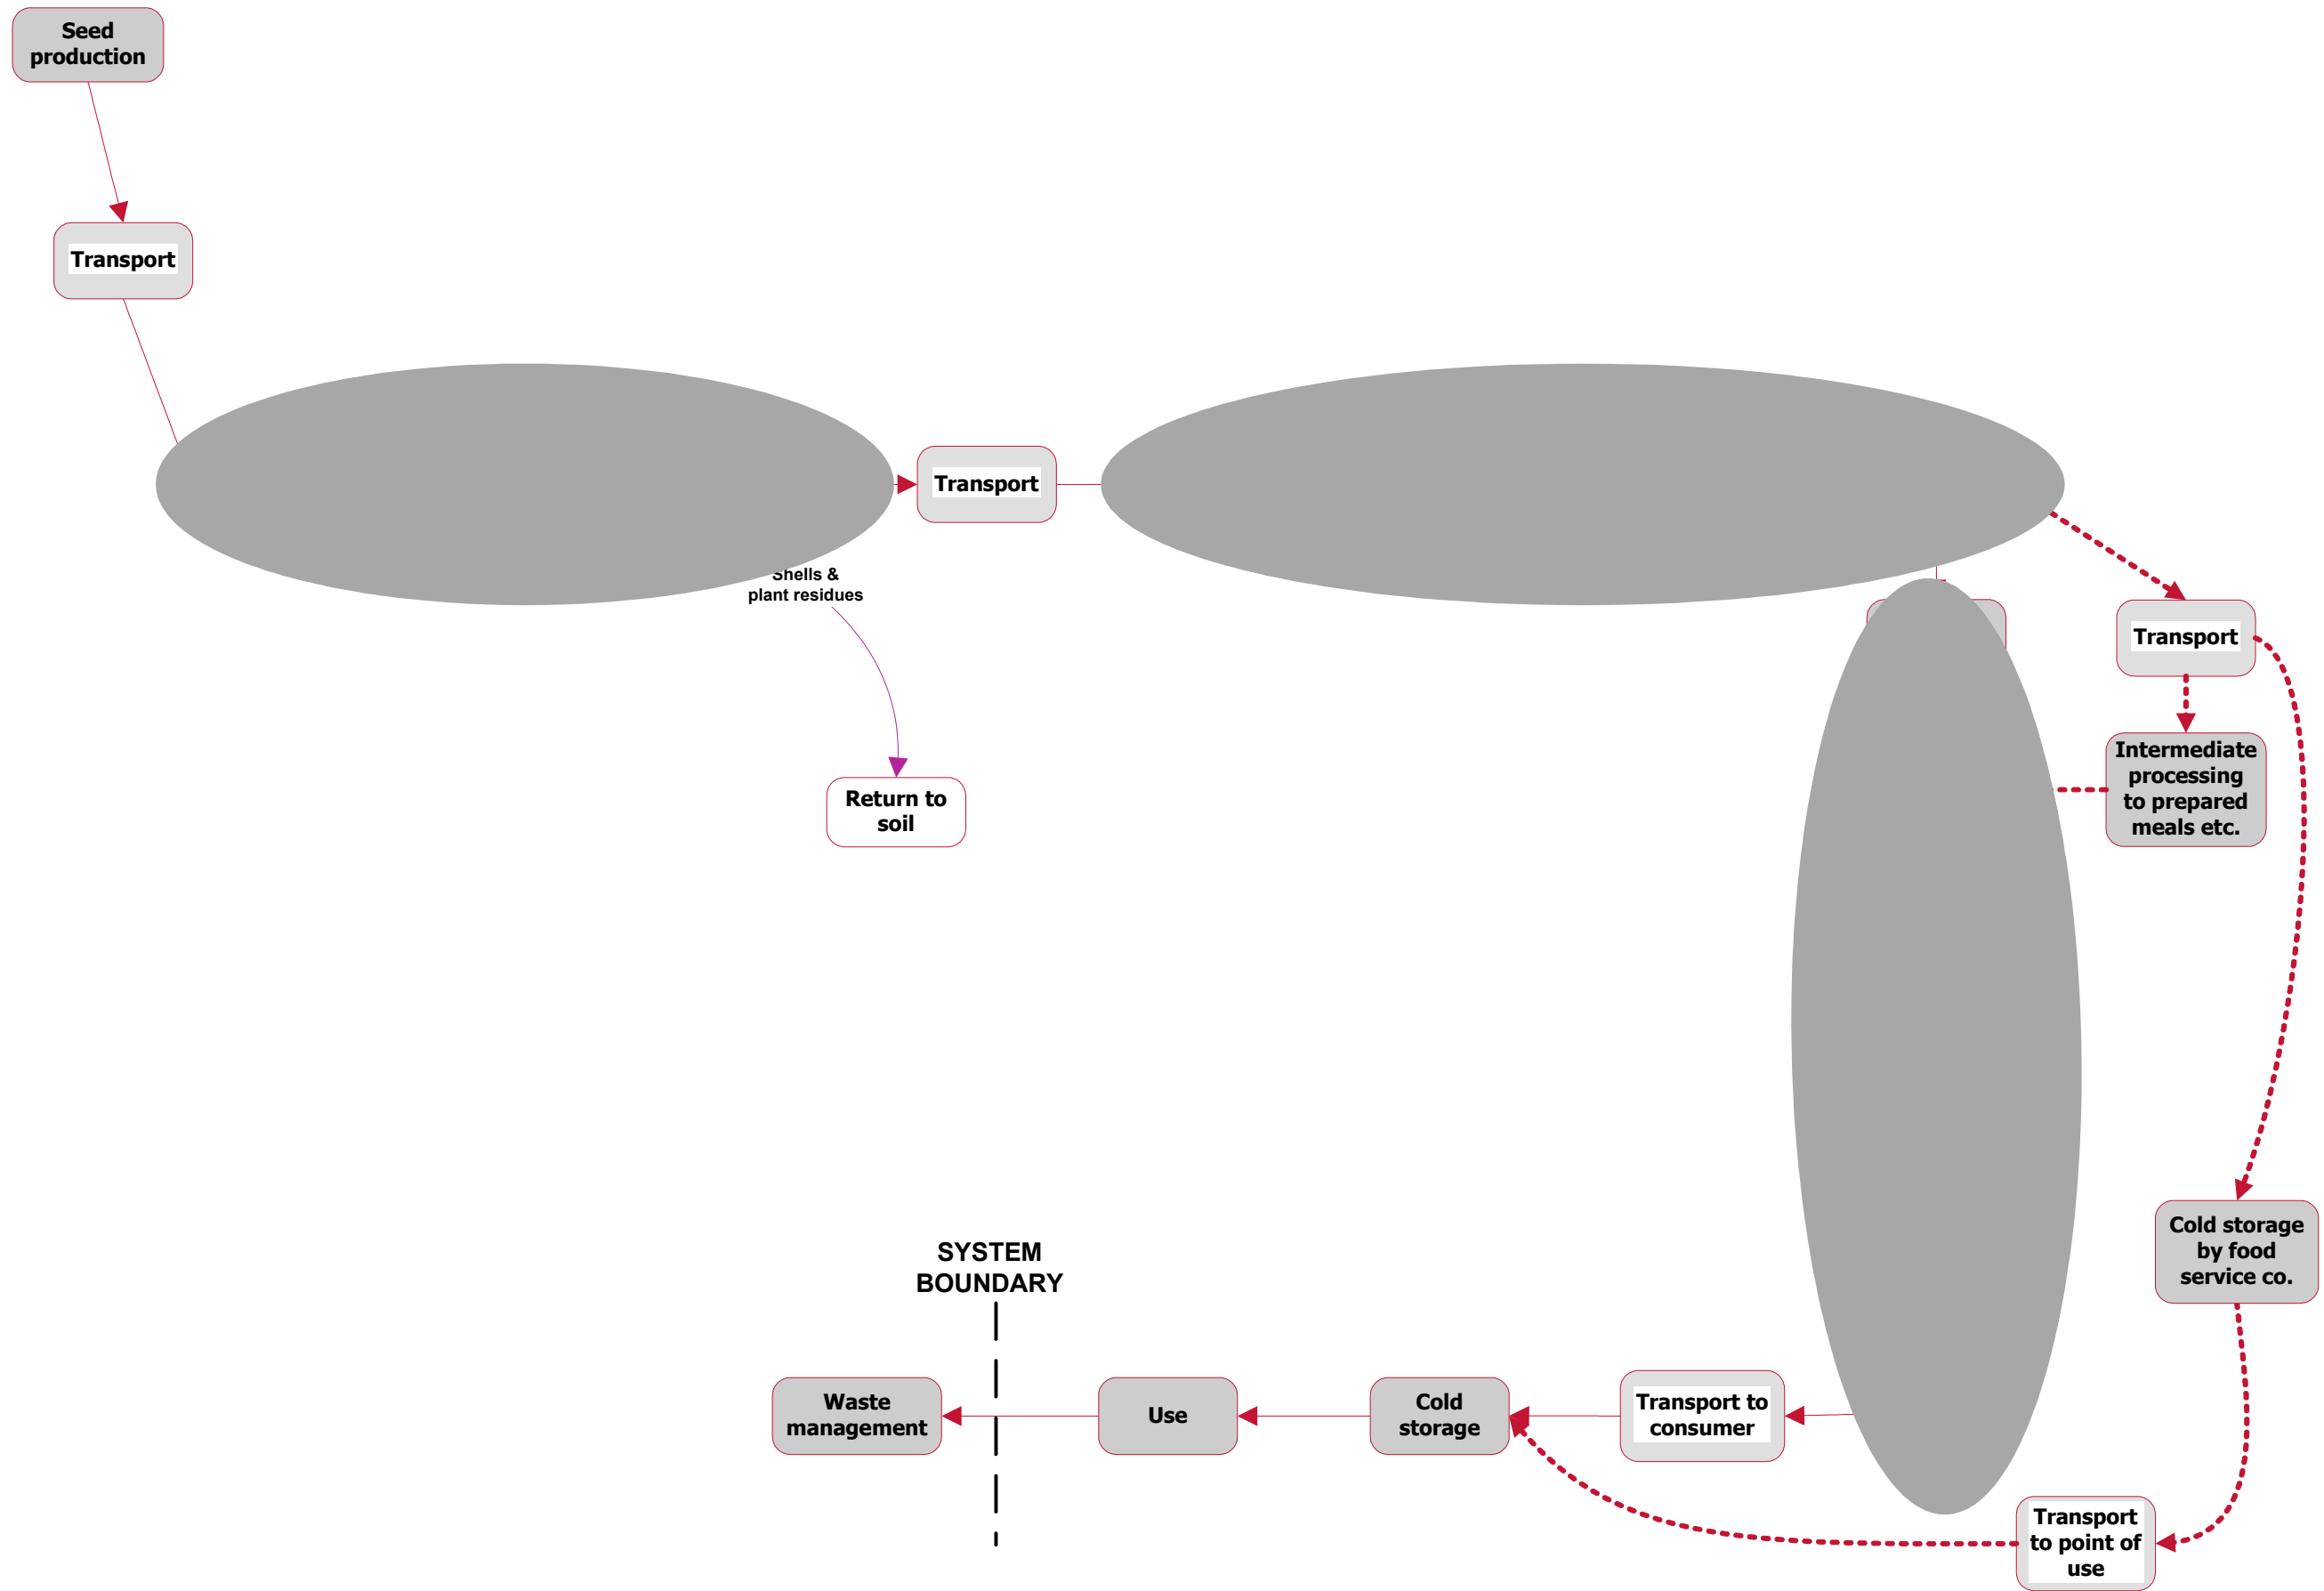 Seed
production
Transport
Transport
Shells &
plant residues
Transport
Intermediate
processing
to prepared
meals etc.
Return to
soil
Cold storage
by food
service co.
SYSTEM
BOUNDARY
Waste
management
Use
Cold
storage
Transport to
consumer
Transport
to point of
use